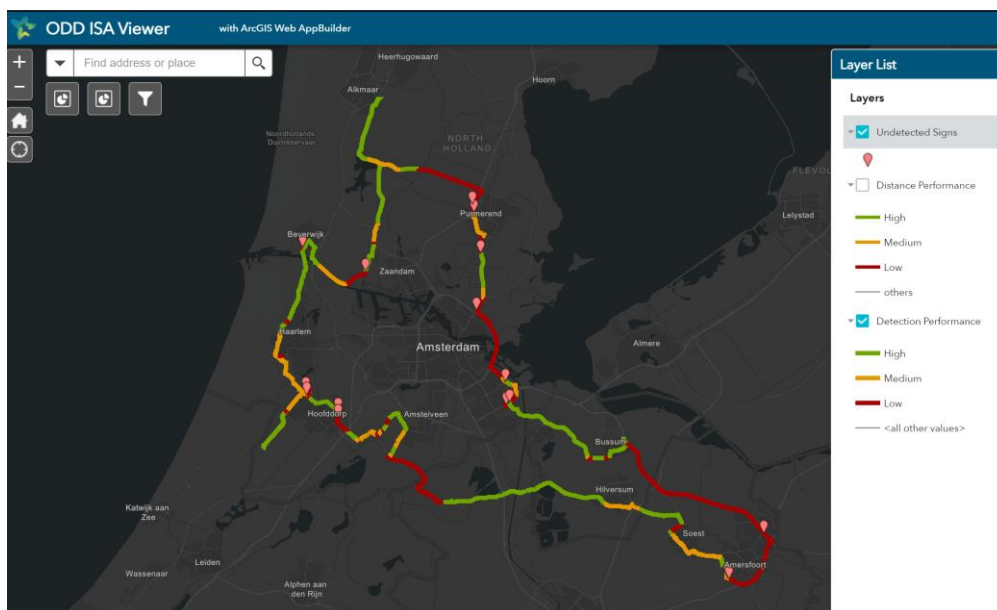 ODD ISA Viewer
with ArcGIS Web AppBuilder
+
Find address or place
−
Layer List
Layers
Undetected Signs
Distance Performance
High
Medium
Low
others
Detection Performance
High
Medium
Low
<all other values>
Heerhugowaard
Hoorn
Alkmaar
Noordhollands
Duinreservaat
NORTH
HOLLAND
Purmerend
Lelystad
Beverwijk
Zaandam
Haarlem
Amsterdam
Almere
Hoofddorp
Amstelveen
Bussum
Hilversum
Katwijk aan
Zee
Soest
Leiden
Amersfoort
Wassenaar
Alphen aan
den Rijn